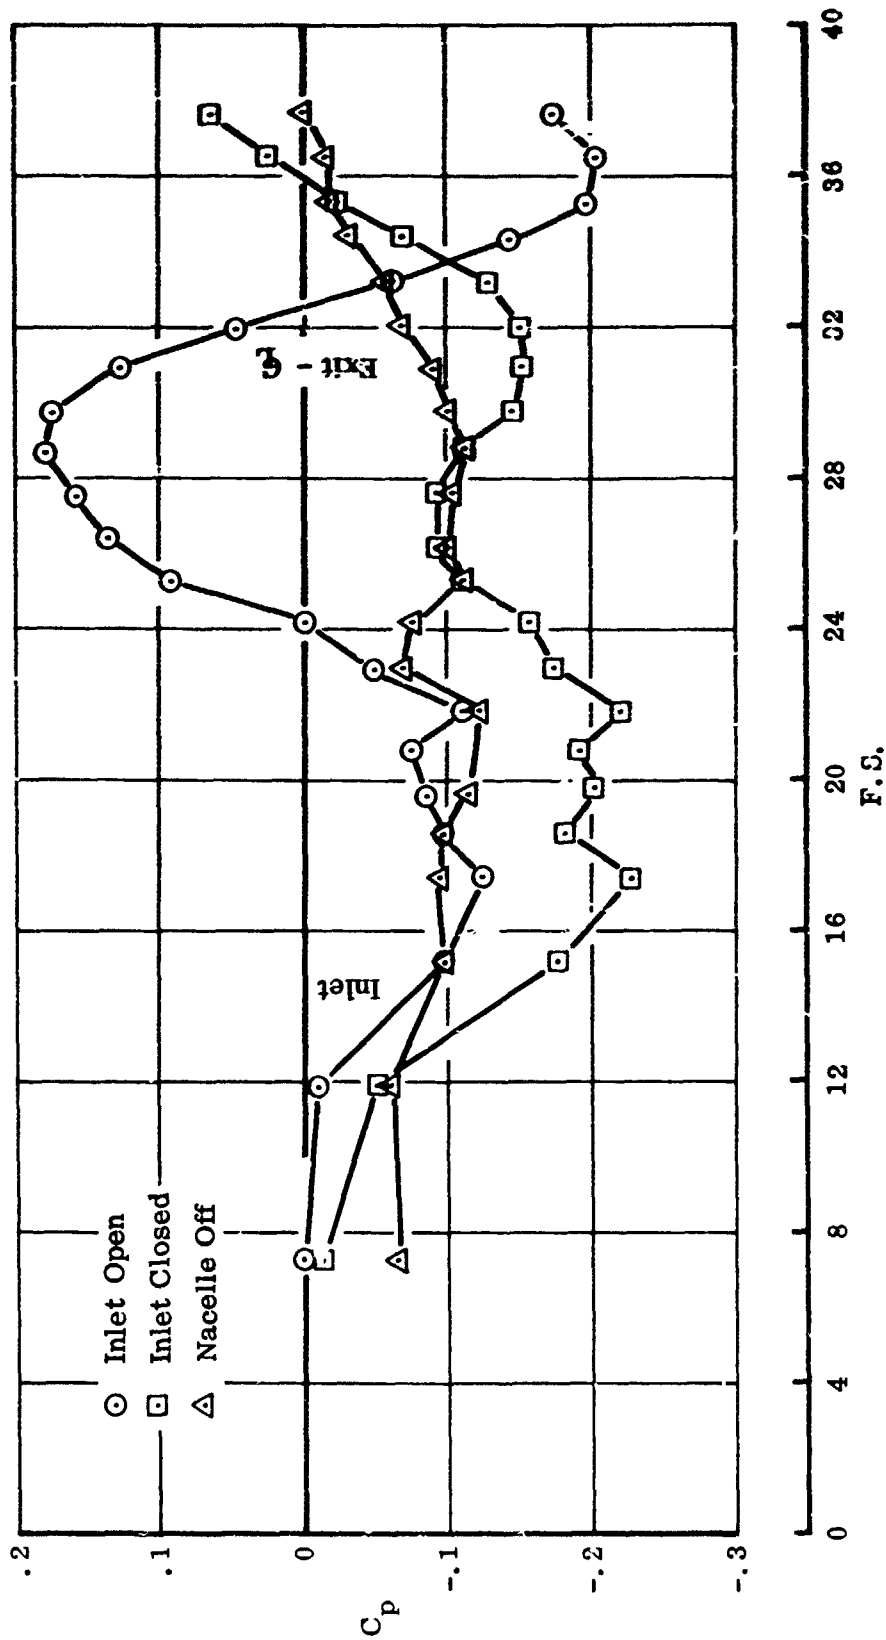 .2
.1
0
-.1
-.2
-.3
Cp
Inlet Open
Inlet Closed
Nacelle Off
Inlet
Exit - ℄
0 4 8 12 16 20 24 28 32 36 40
F.S.